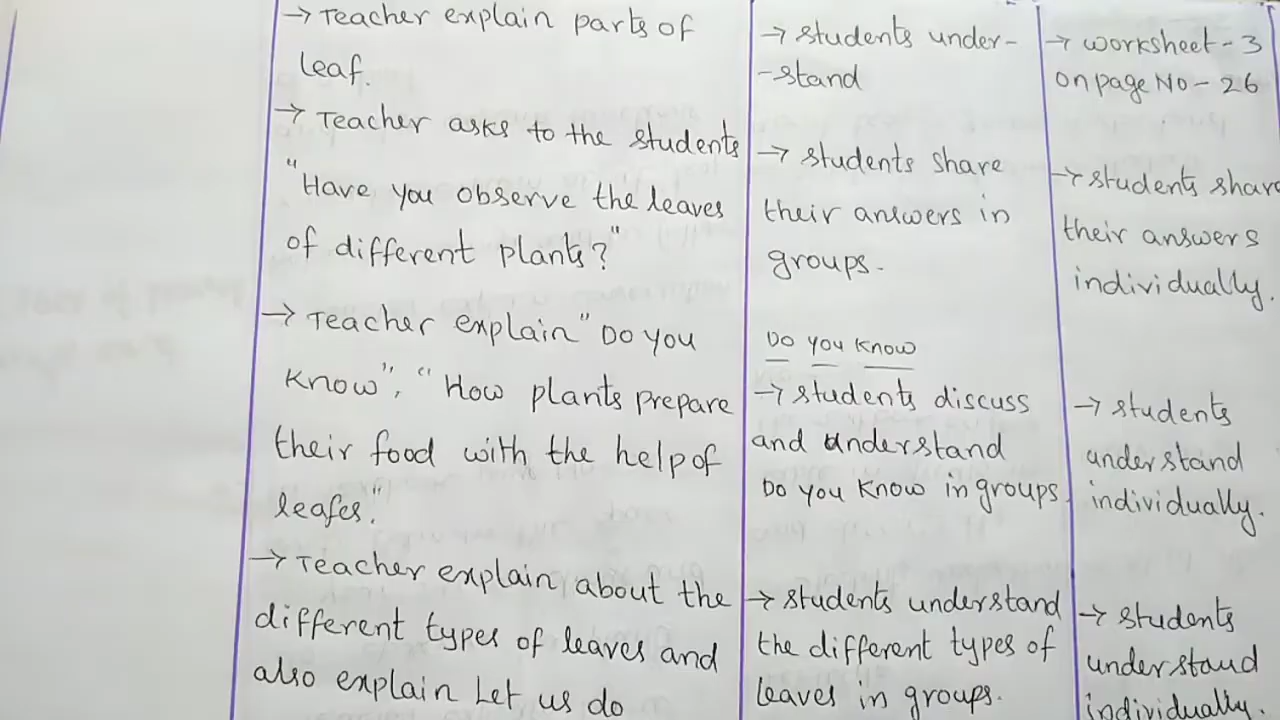 → Teacher explain parts of
leaf.
→ Teacher asks to the students
"Have you observe the leaves
of different plants?"
→ Teacher explain "Do you
know", "How plants prepare
their food with the help of
leafes."
→ Teacher explain about the
different types of leaves and
also explain Let us do
→ students under-
-stand
→ students share
their answers in
groups.
Do you know
→ students discuss
and understand
Do you know in groups
→ students understand
the different types of
leaves in groups.
→ worksheet - 3
on page No - 26
→ students share
their answers
individually.
→ students
understand
individually.
→ students
understand
individually.